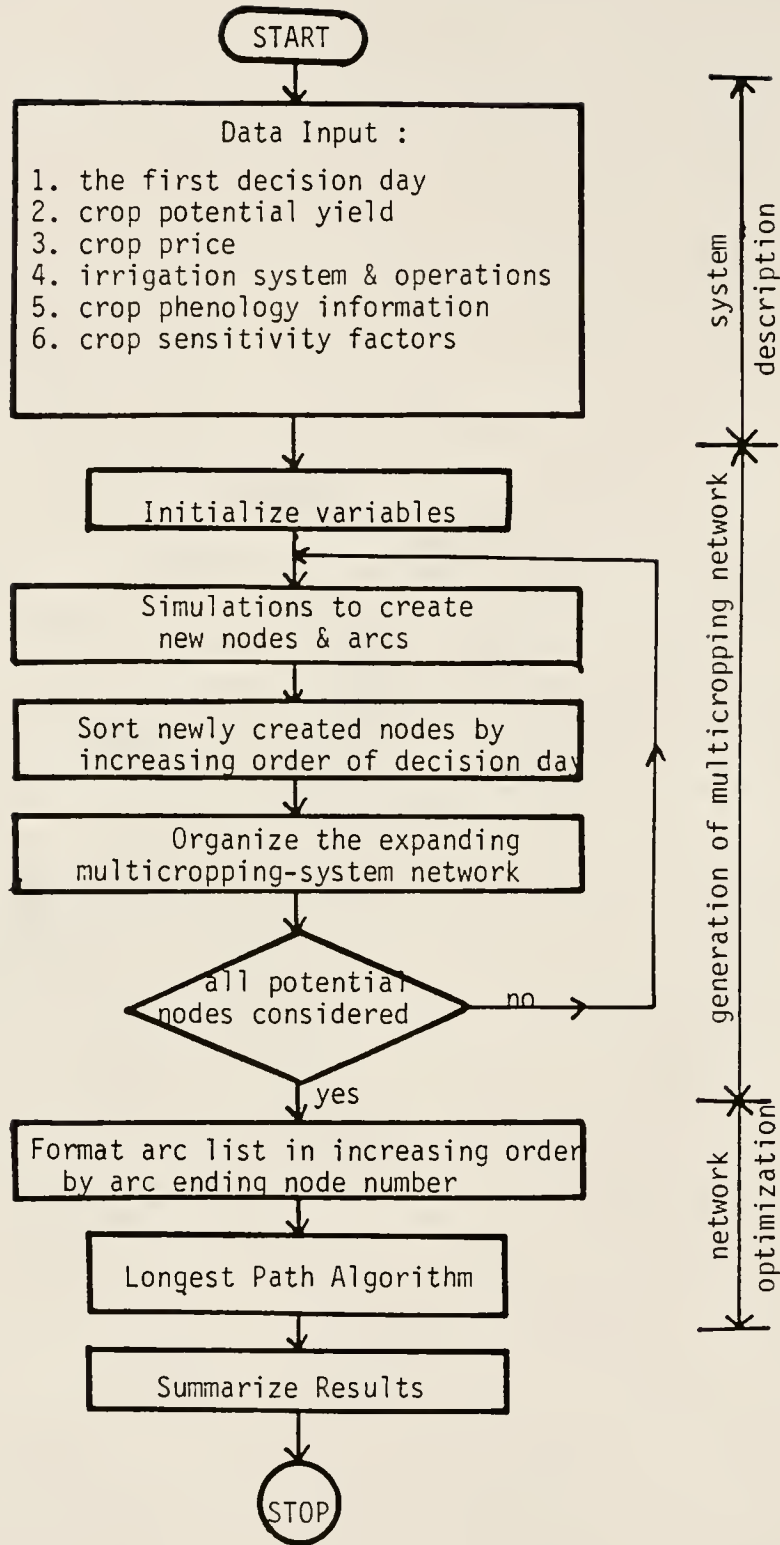 START
Data Input :
1. the first decision day
2. crop potential yield
3. crop price
4. irrigation system & operations
5. crop phenology information
6. crop sensitivity factors
Initialize variables
Simulations to create
new nodes & arcs
Sort newly created nodes by
increasing order of decision day
Organize the expanding
multicropping-system network
all potential
nodes considered
no
yes
Format arc list in increasing order
by arc ending node number
Longest Path Algorithm
Summarize Results
STOP
system
description
generation of multicropping network
network
optimization